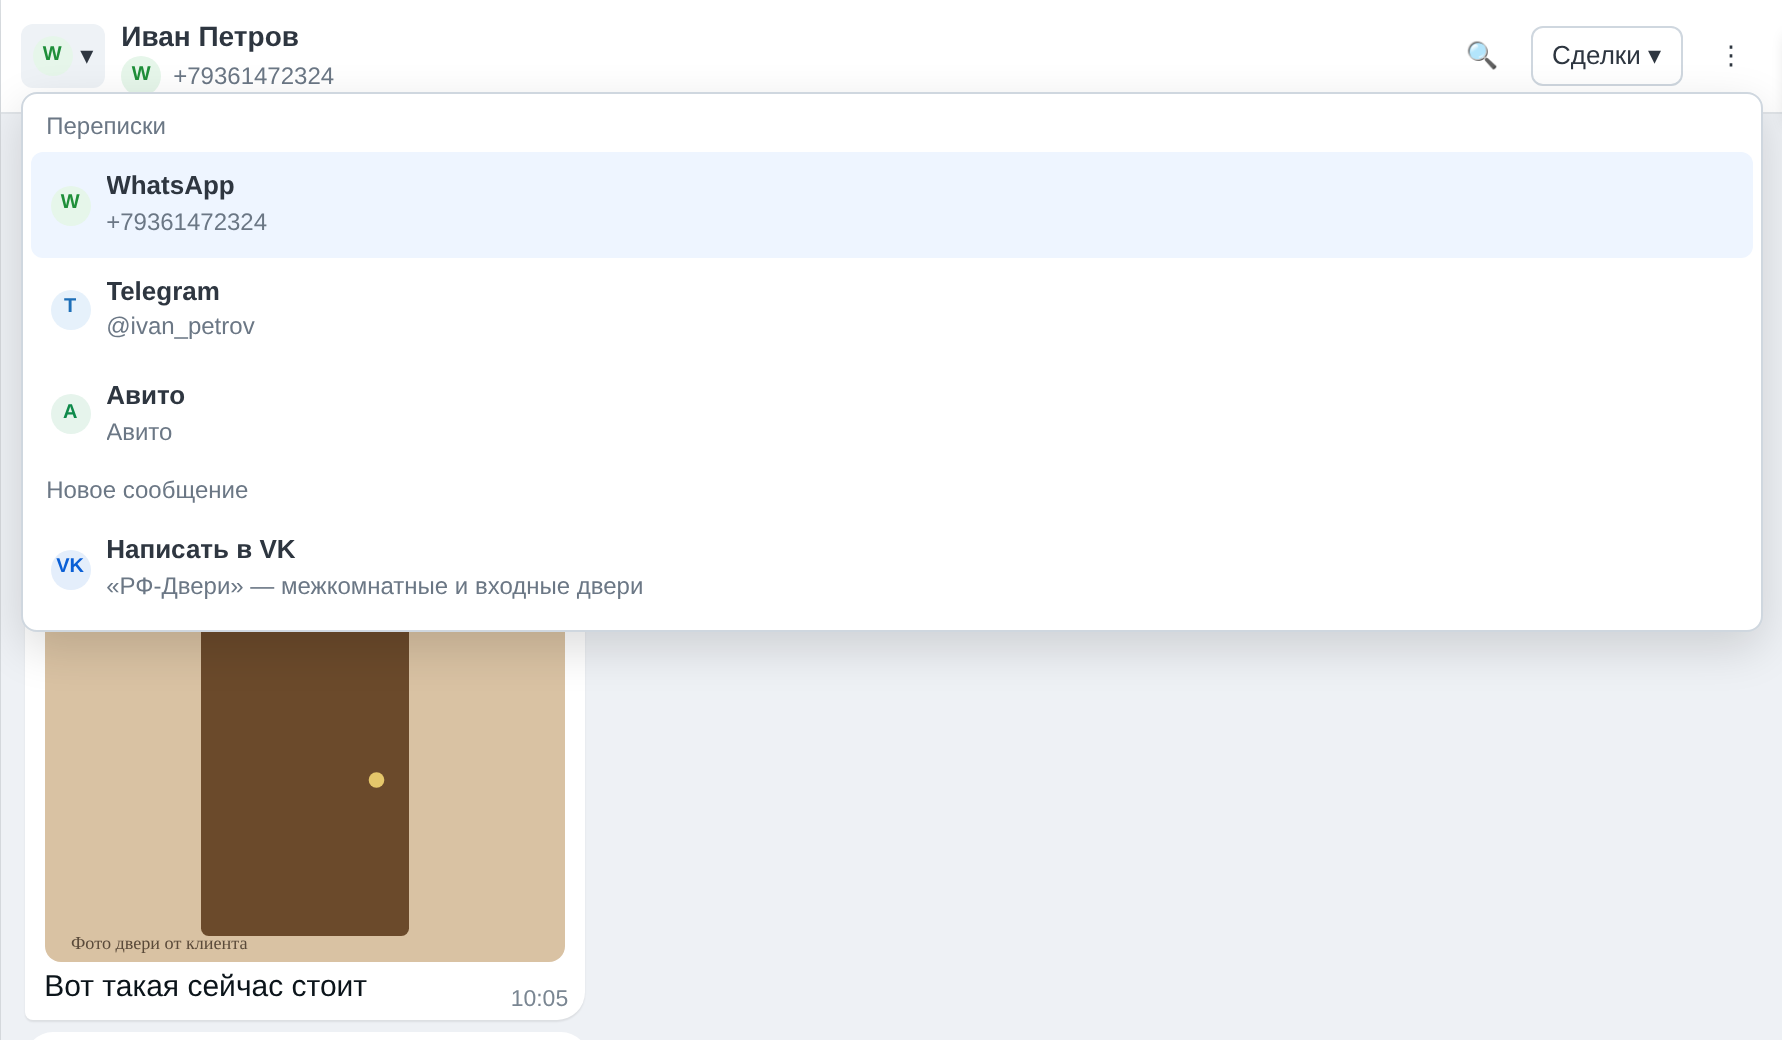 W ▾
Иван Петров
W +79361472324
Сделки ▾
Переписки
W
WhatsApp
+79361472324
T
Telegram
@ivan_petrov
A
Авито
Авито
Новое сообщение
VK
Написать в VK
«РФ-Двери» — межкомнатные и входные двери
Фото двери от клиента
Вот такая сейчас стоит
10:05